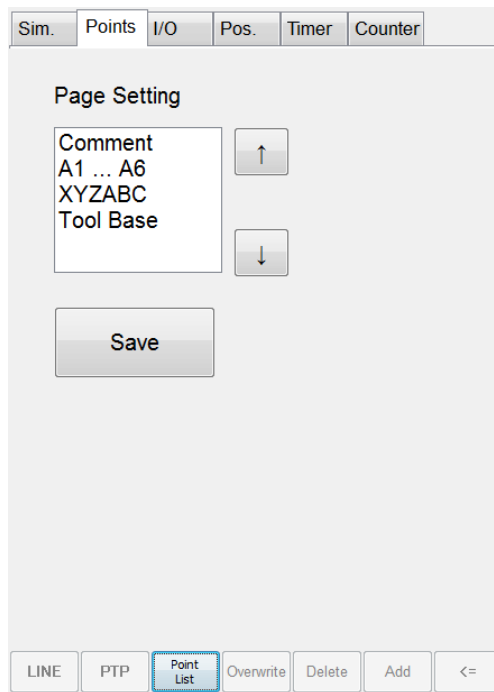 Sim. Points I/O Pos. Timer Counter
Page Setting
Comment
A1 ... A6
XYZABC
Tool Base
↑
↓
Save
LINE PTP Point List Overwrite Delete Add <=